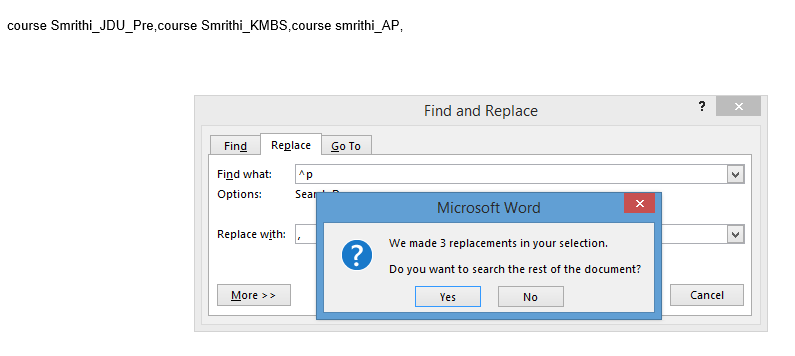 course Smrithi_JDU_Pre,course Smrithi_KMBS,course smrithi_AP,
Find and Replace
?
Find
Replace
Go To
Find what:
^p
Options:
Microsoft Word
Replace with:
,
We made 3 replacements in your selection.
Do you want to search the rest of the document?
Yes
No
More >>
Cancel